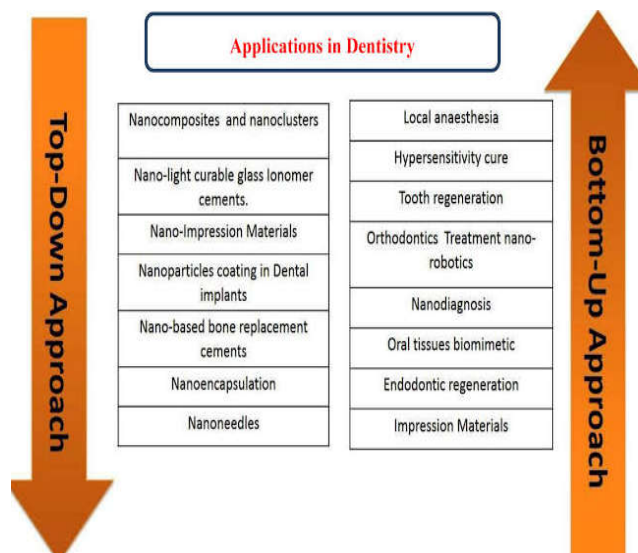 Applications in Dentistry
Top-Down Approach
Nanocomposites and nanoclusters
Nano-light curable glass Ionomer
cements.
Nano-Impression Materials
Nanoparticles coating in Dental
implants
Nano-based bone replacement
cements
Nanoencapsulation
Nanoneedles
Local anaesthesia
Hypersensitivity cure
Tooth regeneration
Orthodontics Treatment nano-
robotics
Nanodiagnosis
Oral tissues biomimetic
Endodontic regeneration
Impression Materials
Bottom-Up Approach